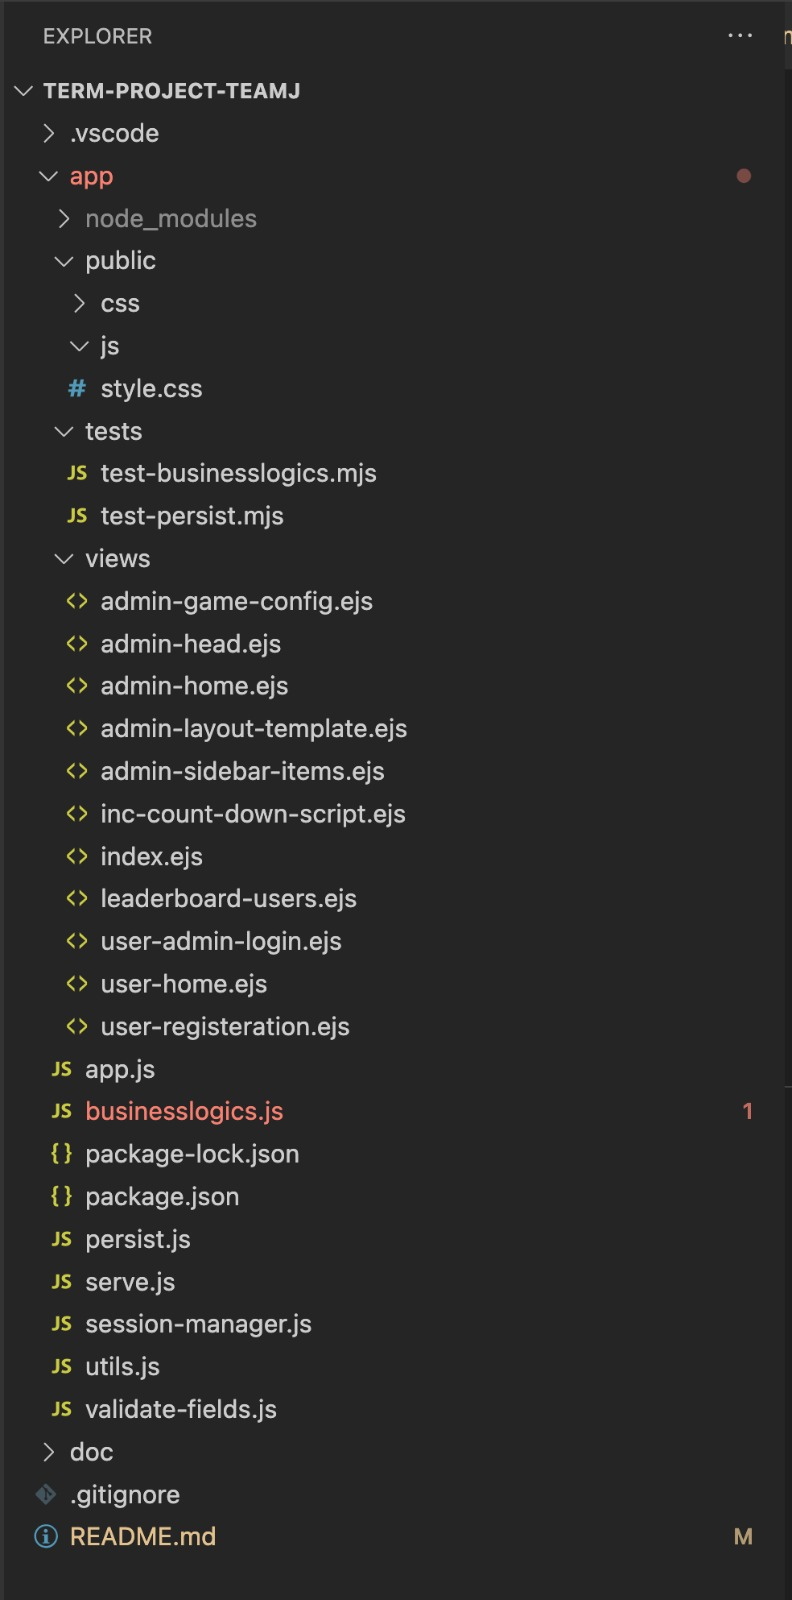 EXPLORER ...
TERM-PROJECT-TEAMJ
.vscode
app
node_modules
public
css
js
# style.css
tests
JS test-businesslogics.mjs
JS test-persist.mjs
views
<> admin-game-config.ejs
<> admin-head.ejs
<> admin-home.ejs
<> admin-layout-template.ejs
<> admin-sidebar-items.ejs
<> inc-count-down-script.ejs
<> index.ejs
<> leaderboard-users.ejs
<> user-admin-login.ejs
<> user-home.ejs
<> user-registeration.ejs
JS app.js
JS businesslogics.js 1
{} package-lock.json
{} package.json
JS persist.js
JS serve.js
JS session-manager.js
JS utils.js
JS validate-fields.js
doc
.gitignore
README.md M